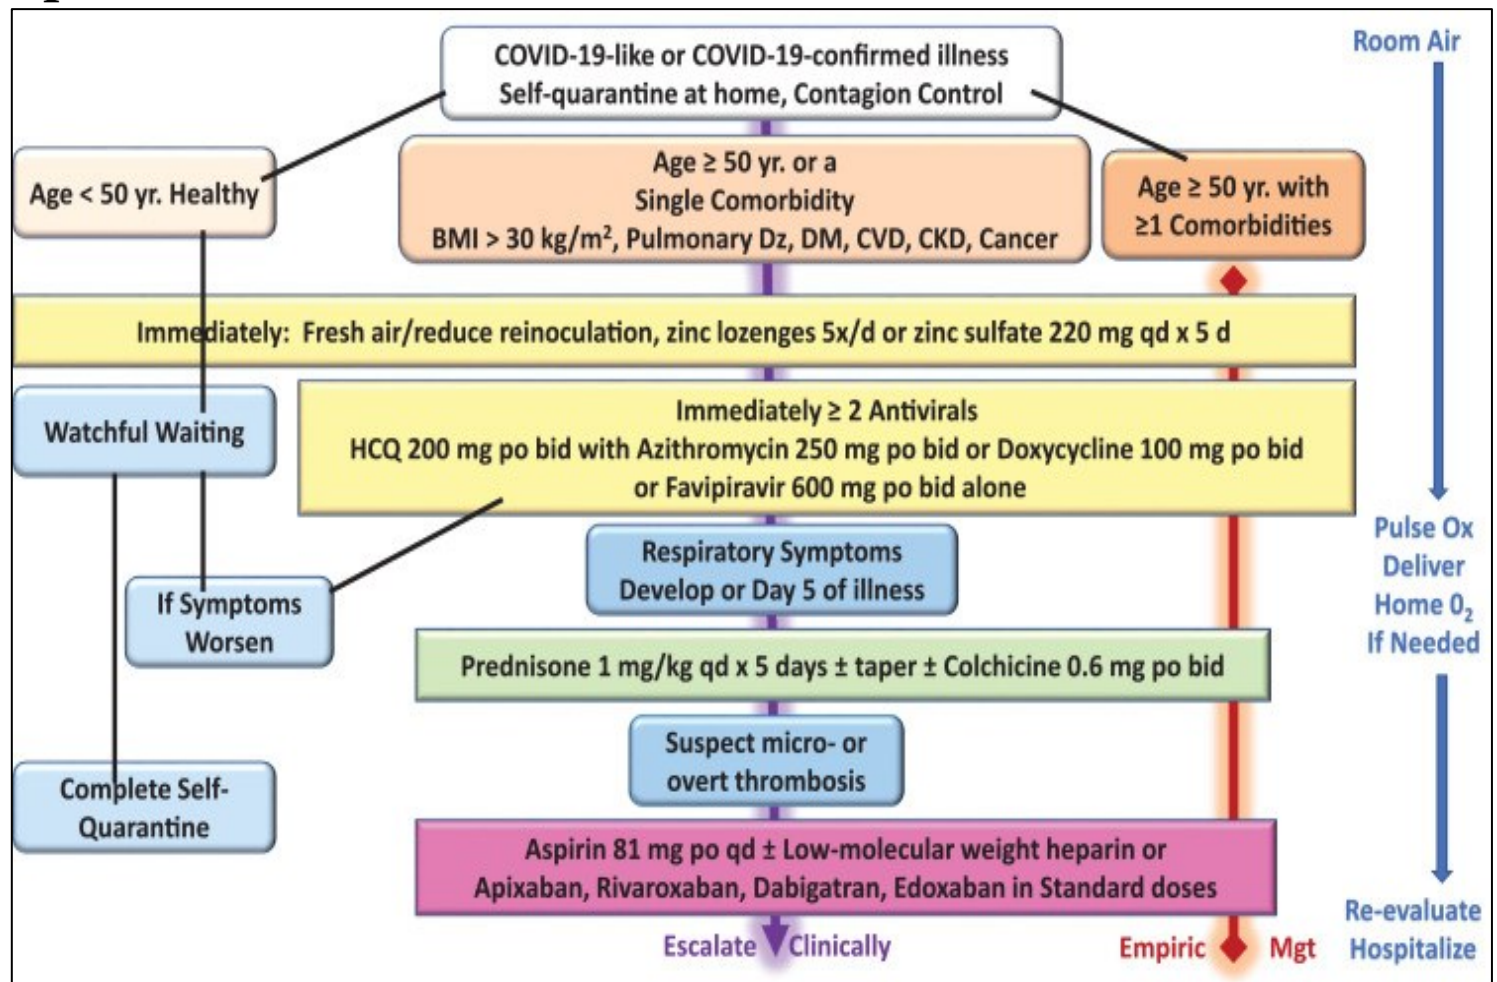 COVID-19-like or COVID-19-confirmed illness
Self-quarantine at home, Contagion Control
Room Air
Age < 50 yr. Healthy
Age ≥ 50 yr. or a
Single Comorbidity
BMI > 30 kg/m², Pulmonary Dz, DM, CVD, CKD, Cancer
Age ≥ 50 yr. with
≥1 Comorbidities
Immediately: Fresh air/reduce reinoculation, zinc lozenges 5x/d or zinc sulfate 220 mg qd x 5 d
Watchful Waiting
Immediately ≥ 2 Antivirals
HCQ 200 mg po bid with Azithromycin 250 mg po bid or Doxycycline 100 mg po bid
or Favipiravir 600 mg po bid alone
Pulse Ox
Deliver
Home 0₂
If Needed
Respiratory Symptoms
Develop or Day 5 of illness
If Symptoms
Worsen
Prednisone 1 mg/kg qd x 5 days ± taper ± Colchicine 0.6 mg po bid
Suspect micro- or
overt thrombosis
Complete Self-
Quarantine
Aspirin 81 mg po qd ± Low-molecular weight heparin or
Apixaban, Rivaroxaban, Dabigatran, Edoxaban in Standard doses
Re-evaluate
Hospitalize
Escalate Clinically
Empiric Mgt